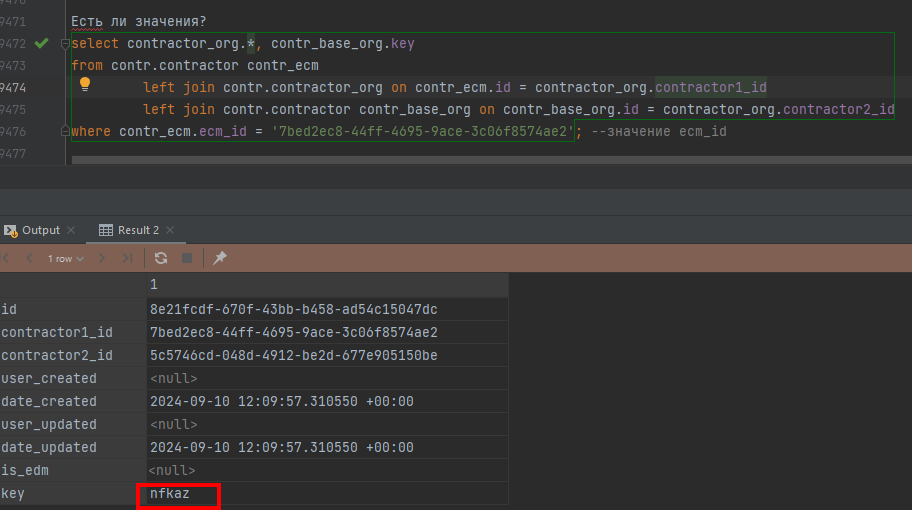 9471 Есть ли значения?
9472 select contractor_org.*, contr_base_org.key
9473 from contr.contractor contr_ecm
9474 left join contr.contractor_org on contr_ecm.id = contractor_org.contractor1_id
9475 left join contr.contractor contr_base_org on contr_base_org.id = contractor_org.contractor2_id
9476 where contr_ecm.ecm_id = '7bed2ec8-44ff-4695-9ace-3c06f8574ae2'; --значение ecm_id
9477
Output Result 2
1 row
1
id 8e21fcdf-670f-43bb-b458-ad54c15047dc
contractor1_id 7bed2ec8-44ff-4695-9ace-3c06f8574ae2
contractor2_id 5c5746cd-048d-4912-be2d-677e905150be
user_created <null>
date_created 2024-09-10 12:09:57.310550 +00:00
user_updated <null>
date_updated 2024-09-10 12:09:57.310550 +00:00
is_edm <null>
key nfkaz